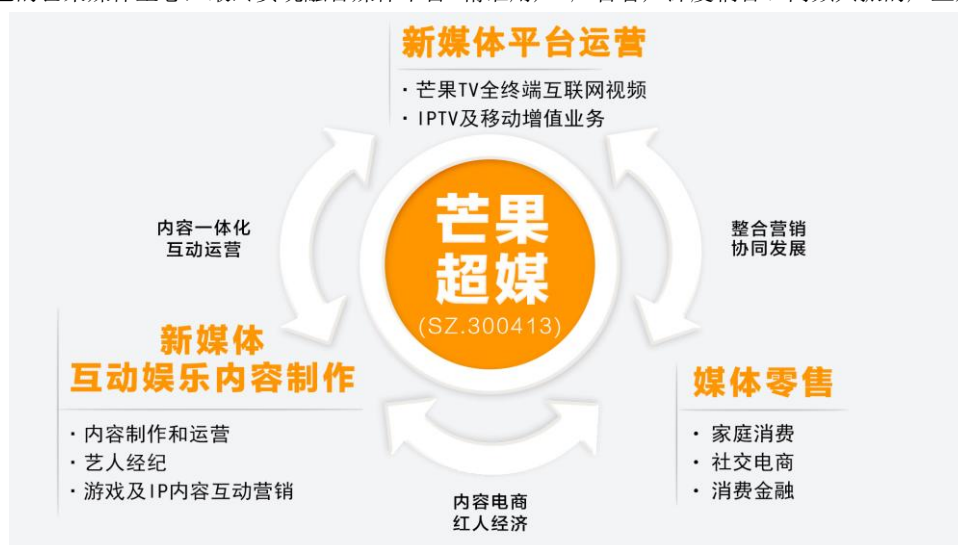 新媒体平台运营
· 芒果TV全终端互联网视频
· IPTV及移动增值业务
内容一体化
互动运营
芒果
超媒
(SZ.300413)
整合营销
协同发展
新媒体
互动娱乐内容制作
· 内容制作和运营
· 艺人经纪
· 游戏及IP内容互动营销
媒体零售
· 家庭消费
· 社交电商
· 消费金融
内容电商
红人经济